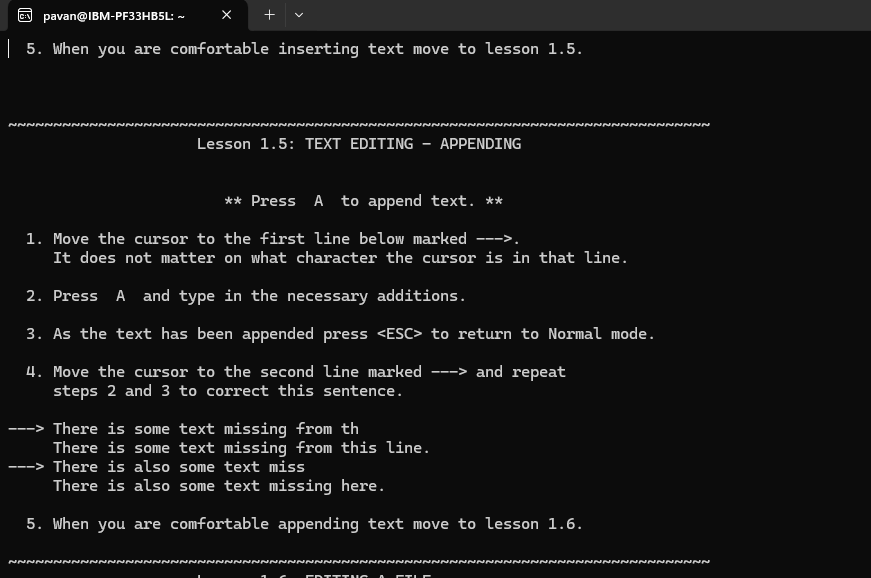 pavan@IBM-PF33HB5L: ~
5. When you are comfortable inserting text move to lesson 1.5.
~~~~~~~~~~~~~~~~~~~~~~~~~~~~~~~~~~~~~~~~~~~~~~~~~~~~~~~~~~~~~~~~~~~~~~~~~~~~~~
Lesson 1.5: TEXT EDITING - APPENDING
** Press  A  to append text. **
1. Move the cursor to the first line below marked --->.
It does not matter on what character the cursor is in that line.
2. Press  A  and type in the necessary additions.
3. As the text has been appended press <ESC> to return to Normal mode.
4. Move the cursor to the second line marked ---> and repeat
steps 2 and 3 to correct this sentence.
---> There is some text missing from th
There is some text missing from this line.
---> There is also some text miss
There is also some text missing here.
5. When you are comfortable appending text move to lesson 1.6.
~~~~~~~~~~~~~~~~~~~~~~~~~~~~~~~~~~~~~~~~~~~~~~~~~~~~~~~~~~~~~~~~~~~~~~~~~~~~~~
Lesson 1.6: EDITING A FILE